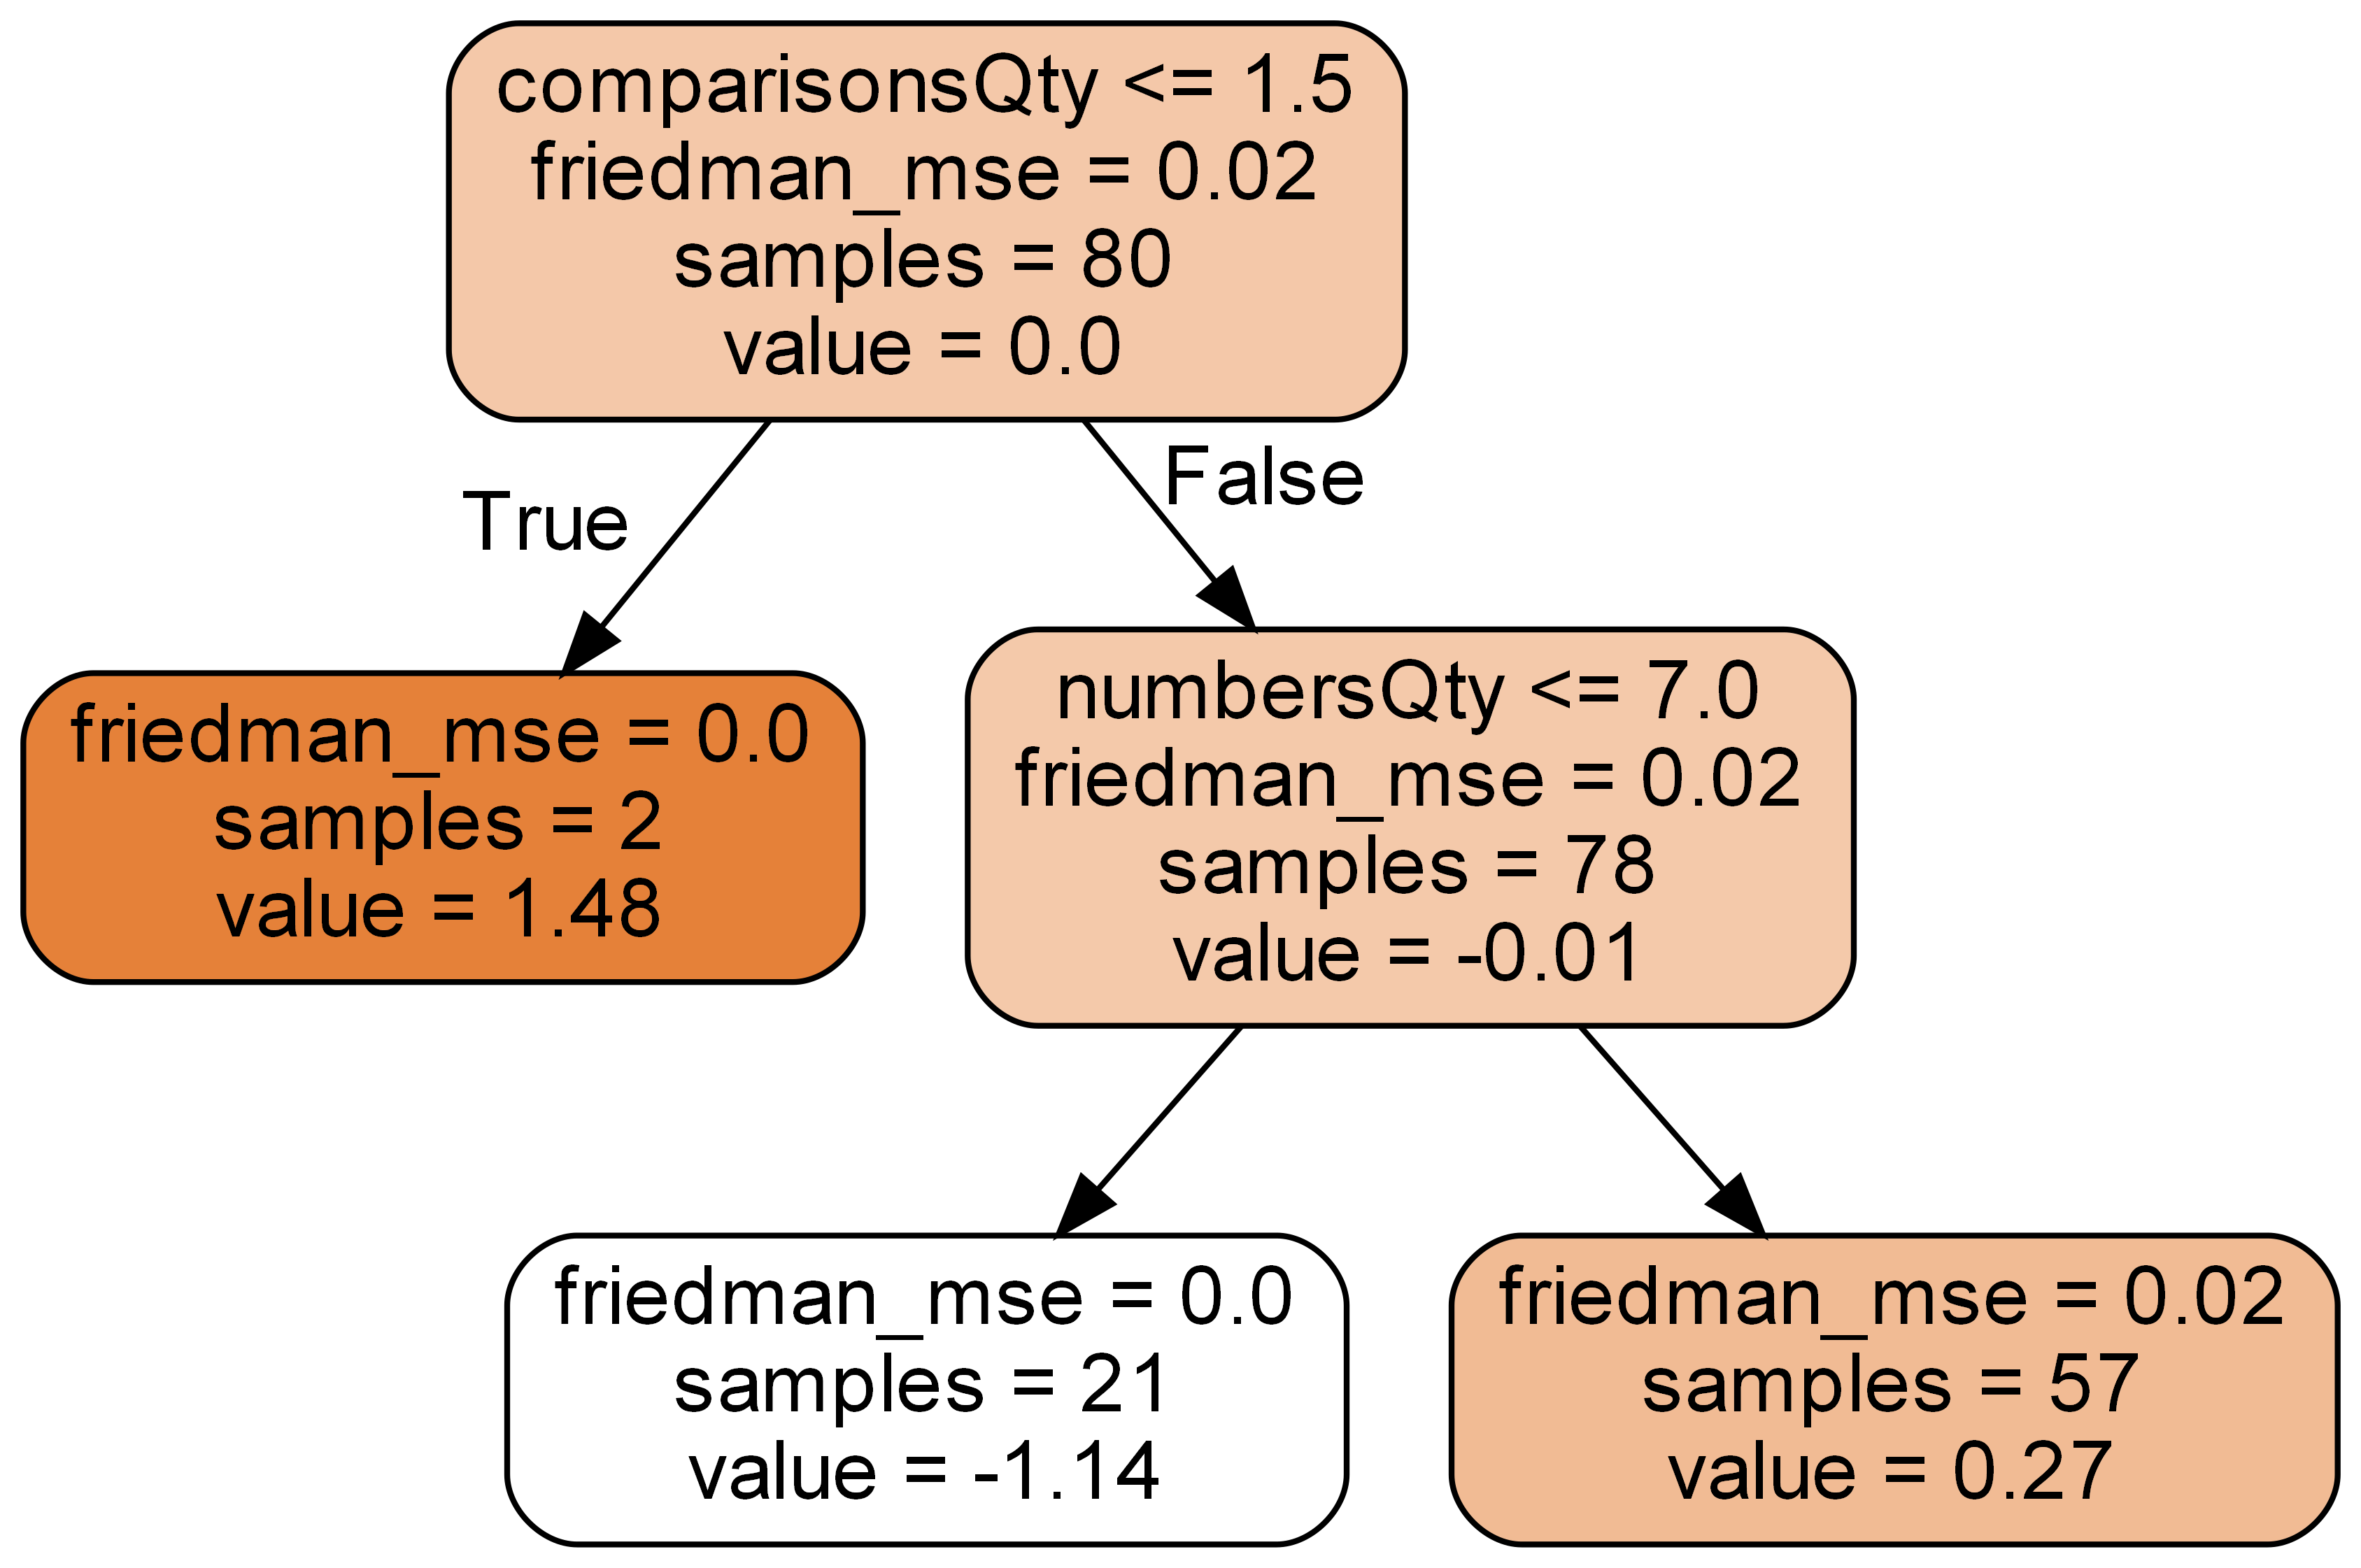 comparisonsQty <= 1.5
friedman_mse = 0.02
samples = 80
value = 0.0
True
False
friedman_mse = 0.0
samples = 2
value = 1.48
numbersQty <= 7.0
friedman_mse = 0.02
samples = 78
value = -0.01
friedman_mse = 0.0
samples = 21
value = -1.14
friedman_mse = 0.02
samples = 57
value = 0.27